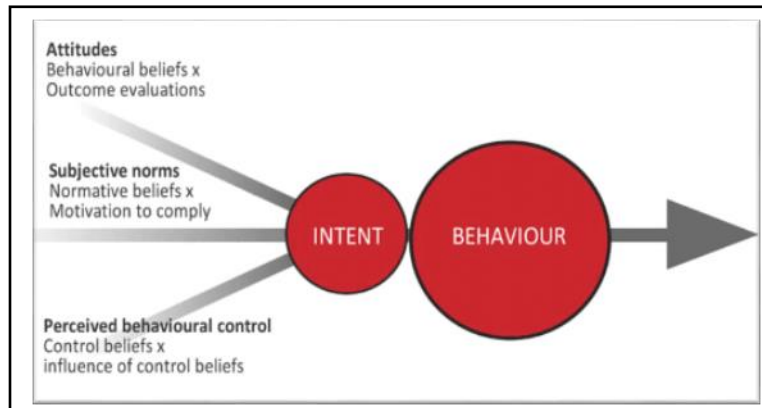 Attitudes
Behavioural beliefs x
Outcome evaluations
Subjective norms
Normative beliefs x
Motivation to comply
INTENT
BEHAVIOUR
Perceived behavioural control
Control beliefs x
influence of control beliefs